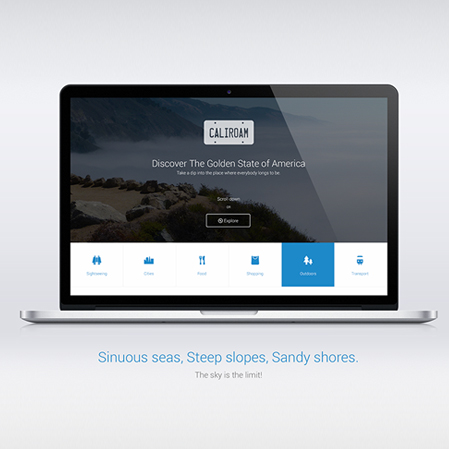 CALIROAM
Discover The Golden State of America
Take a dip into the place where everybody longs to be
Scroll down
or
Explore
Sightseeing Cities Food Shopping Outdoors Transport
Sinuous seas, Steep slopes, Sandy shores.
The sky is the limit!